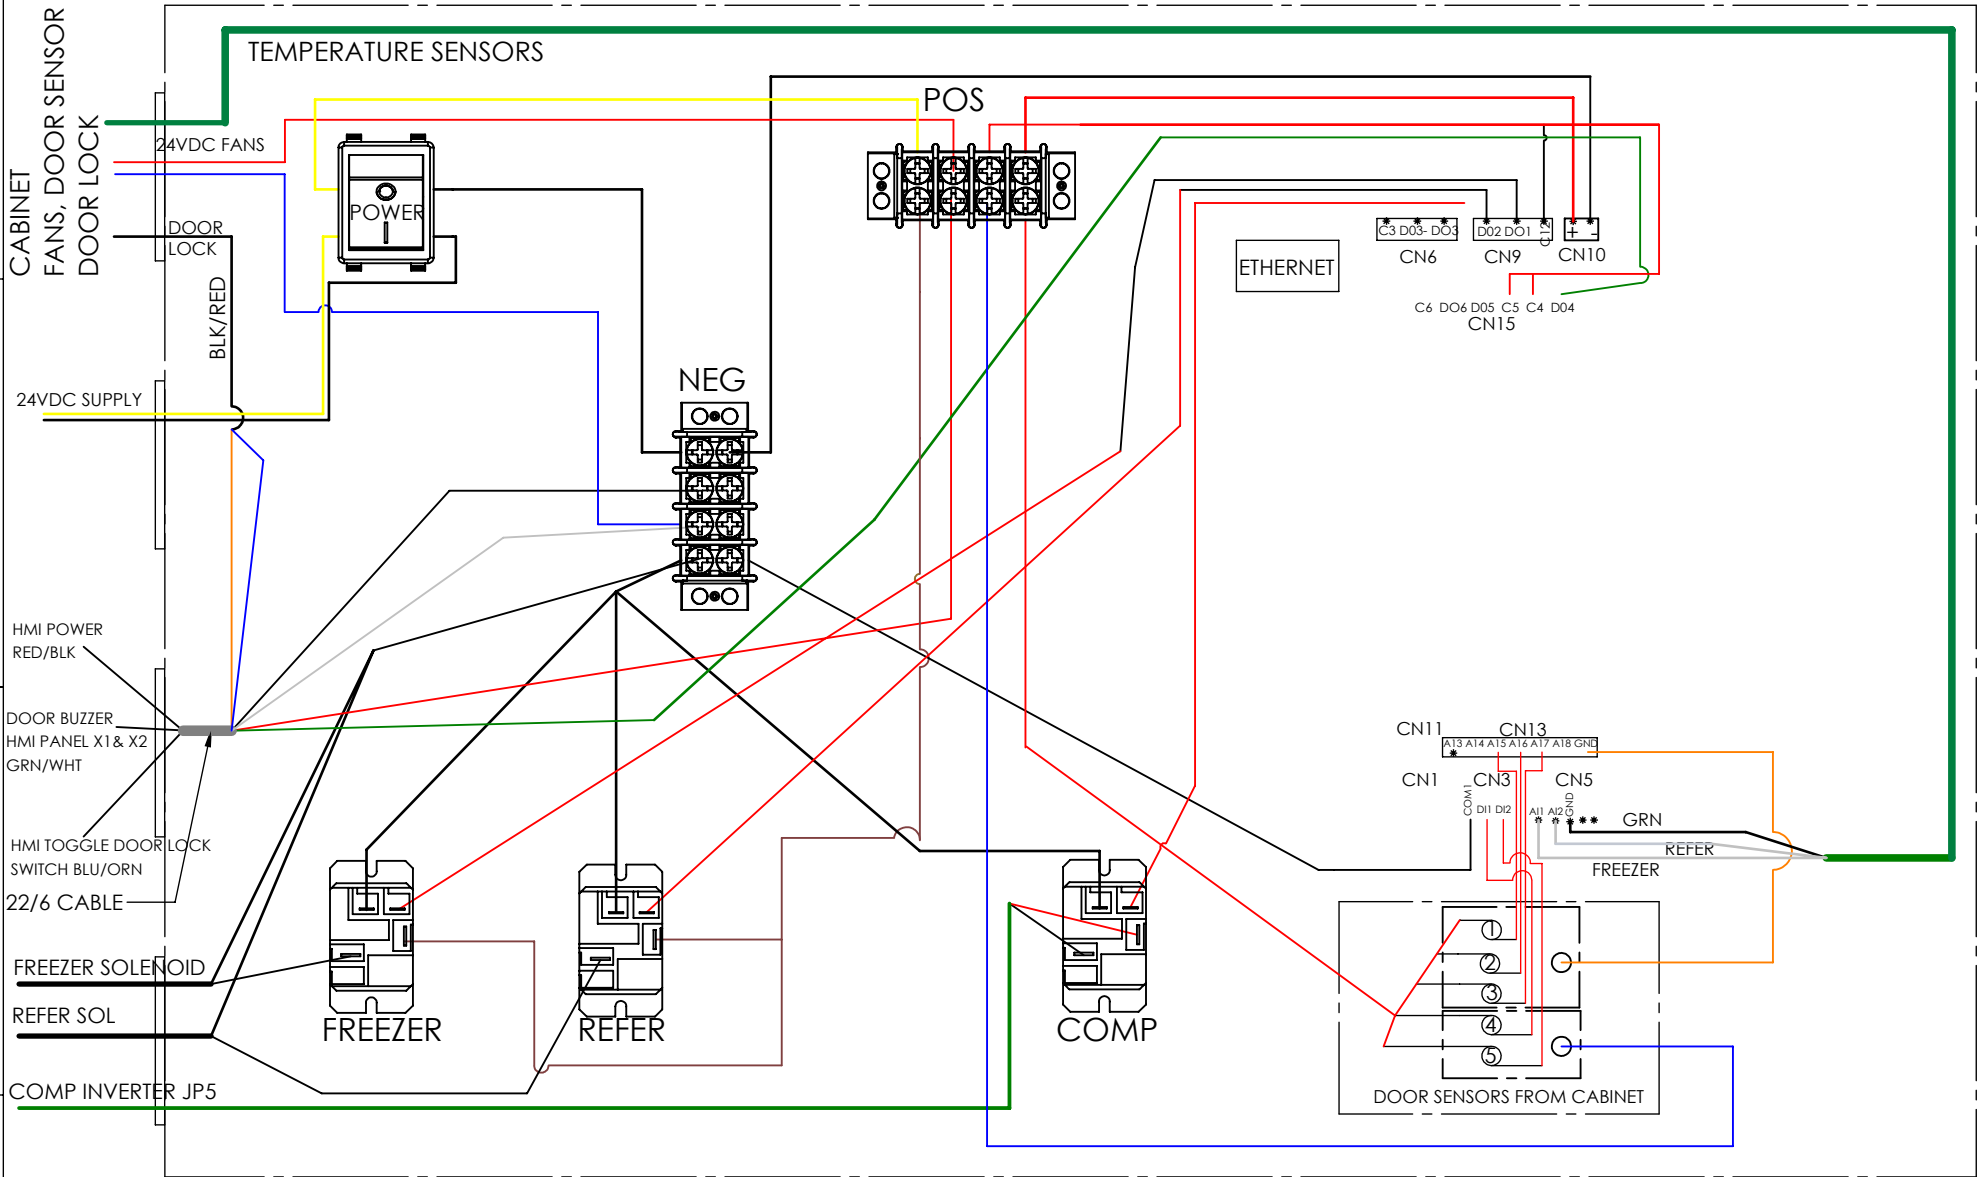 TEMPERATURE SENSORS
CABINET
FANS, DOOR SENSOR
DOOR LOCK
24VDC FANS
POWER
DOOR
LOCK
BLK/RED
24VDC SUPPLY
POS
NEG
ETHERNET
C3 D03- DO3
CN6
D02 DO1 C12
CN9
+ -
CN10
C6 DO6 D05 C5 C4 D04
CN15
HMI POWER
RED/BLK
DOOR BUZZER
HMI PANEL X1& X2
GRN/WHT
HMI TOGGLE DOOR LOCK
SWITCH BLU/ORN
22/6 CABLE
FREEZER SOLENOID
REFER SOL
COMP INVERTER JP5
FREEZER
REFER
COMP
CN11 CN13
A13 A14 A15 A16 A17 A18 GND
CN1 CN3 CN5
COM1 DI1 DI2 AI1 AI2 GND
GRN
REFER
FREEZER
1
2
3
4
5
DOOR SENSORS FROM CABINET